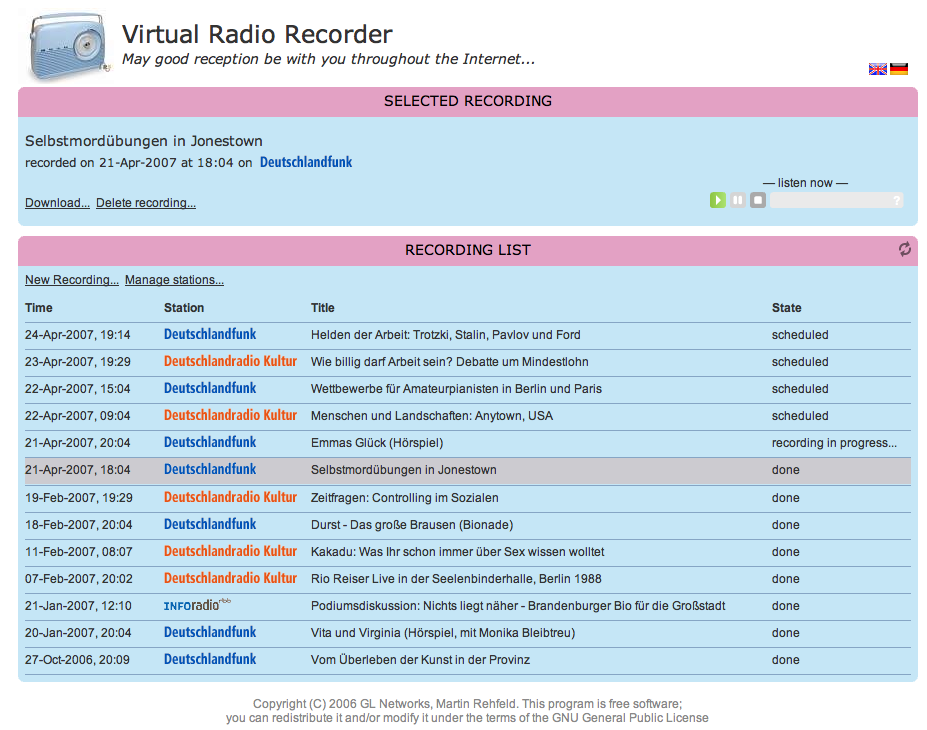 Virtual Radio Recorder
May good reception be with you throughout the Internet...
SELECTED RECORDING
Selbstmordübungen in Jonestown
recorded on 21-Apr-2007 at 18:04 on Deutschlandfunk
— listen now —
Download... Delete recording...
?
RECORDING LIST
New Recording... Manage stations...
Time Station Title State
24-Apr-2007, 19:14 Deutschlandfunk Helden der Arbeit: Trotzki, Stalin, Pavlov und Ford scheduled
23-Apr-2007, 19:29 Deutschlandradio Kultur Wie billig darf Arbeit sein? Debatte um Mindestlohn scheduled
22-Apr-2007, 15:04 Deutschlandfunk Wettbewerbe für Amateurpianisten in Berlin und Paris scheduled
22-Apr-2007, 09:04 Deutschlandradio Kultur Menschen und Landschaften: Anytown, USA scheduled
21-Apr-2007, 20:04 Deutschlandfunk Emmas Glück (Hörspiel) recording in progress...
21-Apr-2007, 18:04 Deutschlandfunk Selbstmordübungen in Jonestown done
19-Feb-2007, 19:29 Deutschlandradio Kultur Zeitfragen: Controlling im Sozialen done
18-Feb-2007, 20:04 Deutschlandfunk Durst - Das große Brausen (Bionade) done
11-Feb-2007, 08:07 Deutschlandradio Kultur Kakadu: Was Ihr schon immer über Sex wissen wolltet done
07-Feb-2007, 20:02 Deutschlandradio Kultur Rio Reiser Live in der Seelenbinderhalle, Berlin 1988 done
21-Jan-2007, 12:10 INFOradio rbb Podiumsdiskussion: Nichts liegt näher - Brandenburger Bio für die Großstadt done
20-Jan-2007, 20:04 Deutschlandfunk Vita und Virginia (Hörspiel, mit Monika Bleibtreu) done
27-Oct-2006, 20:09 Deutschlandfunk Vom Überleben der Kunst in der Provinz done
Copyright (C) 2006 GL Networks, Martin Rehfeld. This program is free software;
you can redistribute it and/or modify it under the terms of the GNU General Public License